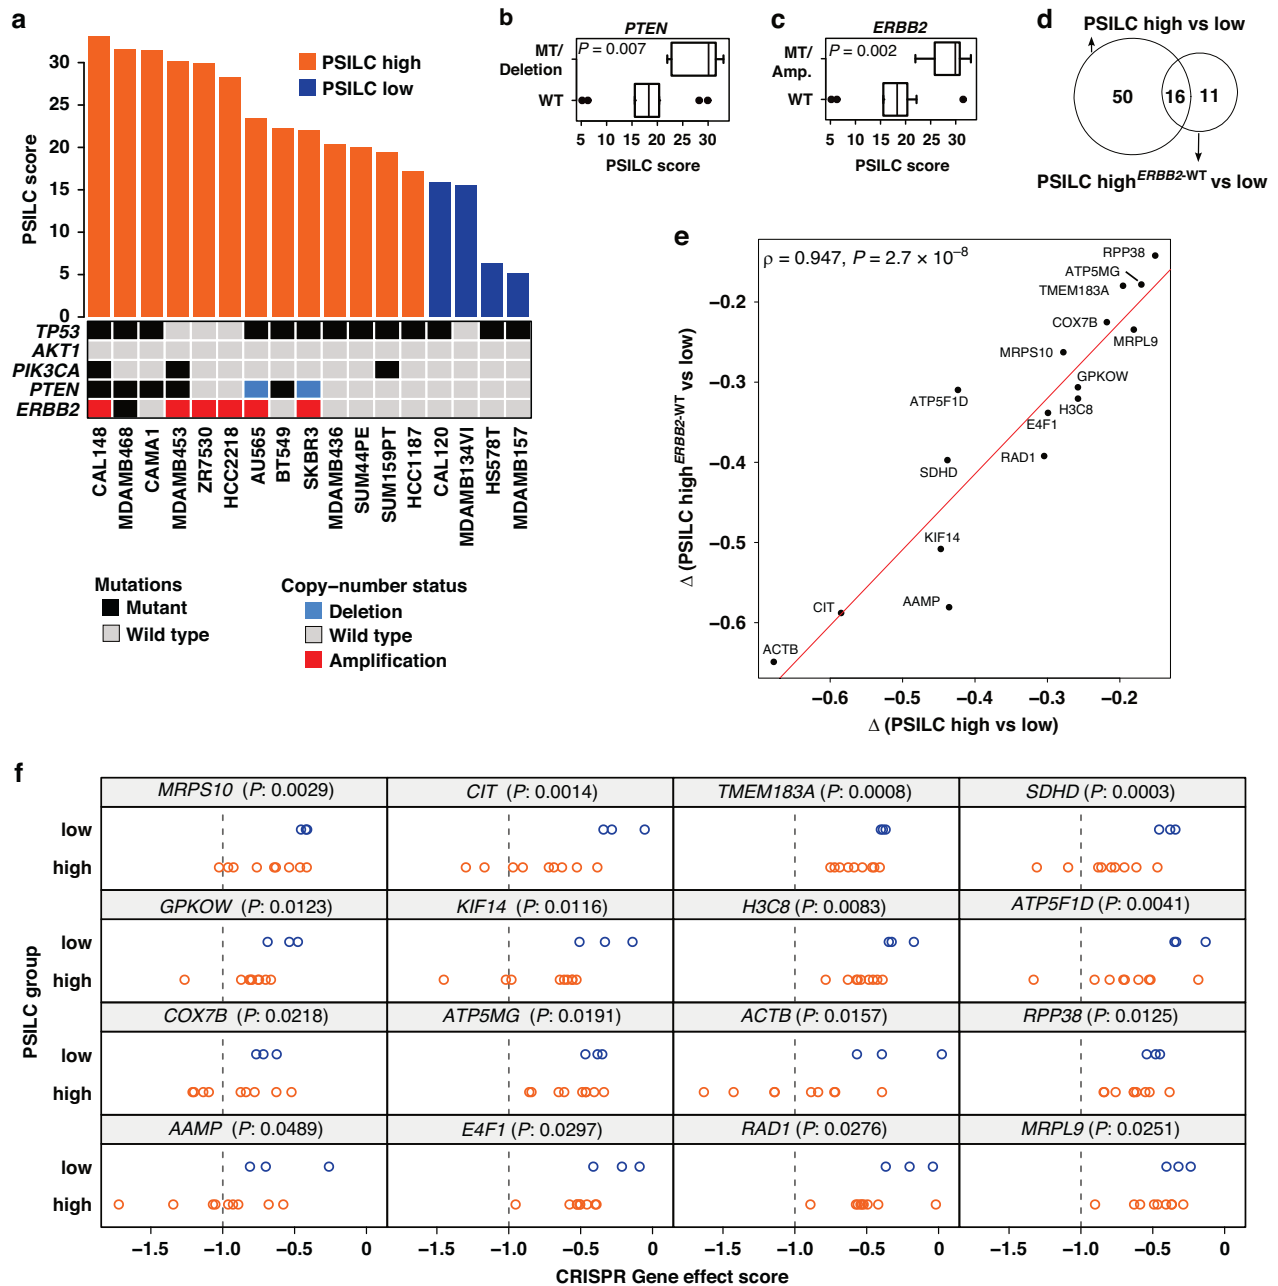 a
PSILC score
30
25
20
15
10
5
0
PSILC high
PSILC low
TP53
AKT1
PIK3CA
PTEN
ERBB2
CAL148
MDAMB468
CAMA1
MDAMB453
ZR7530
HCC2218
AU565
BT549
SKBR3
MDAMB436
SUM44PE
SUM159PT
HCC1187
CAL120
MDAMB134VI
HS578T
MDAMB157
Mutations
Mutant
Wild type
Copy–number status
Deletion
Wild type
Amplification
b
PTEN
P = 0.007
MT/
Deletion
WT
5 10 15 20 25 30
PSILC score
c
ERBB2
P = 0.002
MT/
Amp.
WT
5 10 15 20 25 30
PSILC score
d
PSILC high vs low
50 16 11
PSILC high ERBB2-WT vs low
e
ρ = 0.947, P = 2.7 × 10–8
Δ (PSILC high ERBB2-WT vs low)
−0.2
−0.3
−0.4
−0.5
−0.6
RPP38
ATP5MG
TMEM183A
COX7B
MRPL9
MRPS10
GPKOW
ATP5F1D
H3C8
E4F1
RAD1
SDHD
KIF14
AAMP
CIT
ACTB
−0.6 −0.5 −0.4 −0.3 −0.2
Δ (PSILC high vs low)
f
PSILC group
MRPS10 (P: 0.0029) CIT (P: 0.0014) TMEM183A (P: 0.0008) SDHD (P: 0.0003)
low
high
GPKOW (P: 0.0123) KIF14 (P: 0.0116) H3C8 (P: 0.0083) ATP5F1D (P: 0.0041)
low
high
COX7B (P: 0.0218) ATP5MG (P: 0.0191) ACTB (P: 0.0157) RPP38 (P: 0.0125)
low
high
AAMP (P: 0.0489) E4F1 (P: 0.0297) RAD1 (P: 0.0276) MRPL9 (P: 0.0251)
low
high
−1.5 −1.0 −0.5 0 −1.5 −1.0 −0.5 0 −1.5 −1.0 −0.5 0 −1.5 −1.0 −0.5 0
CRISPR Gene effect score